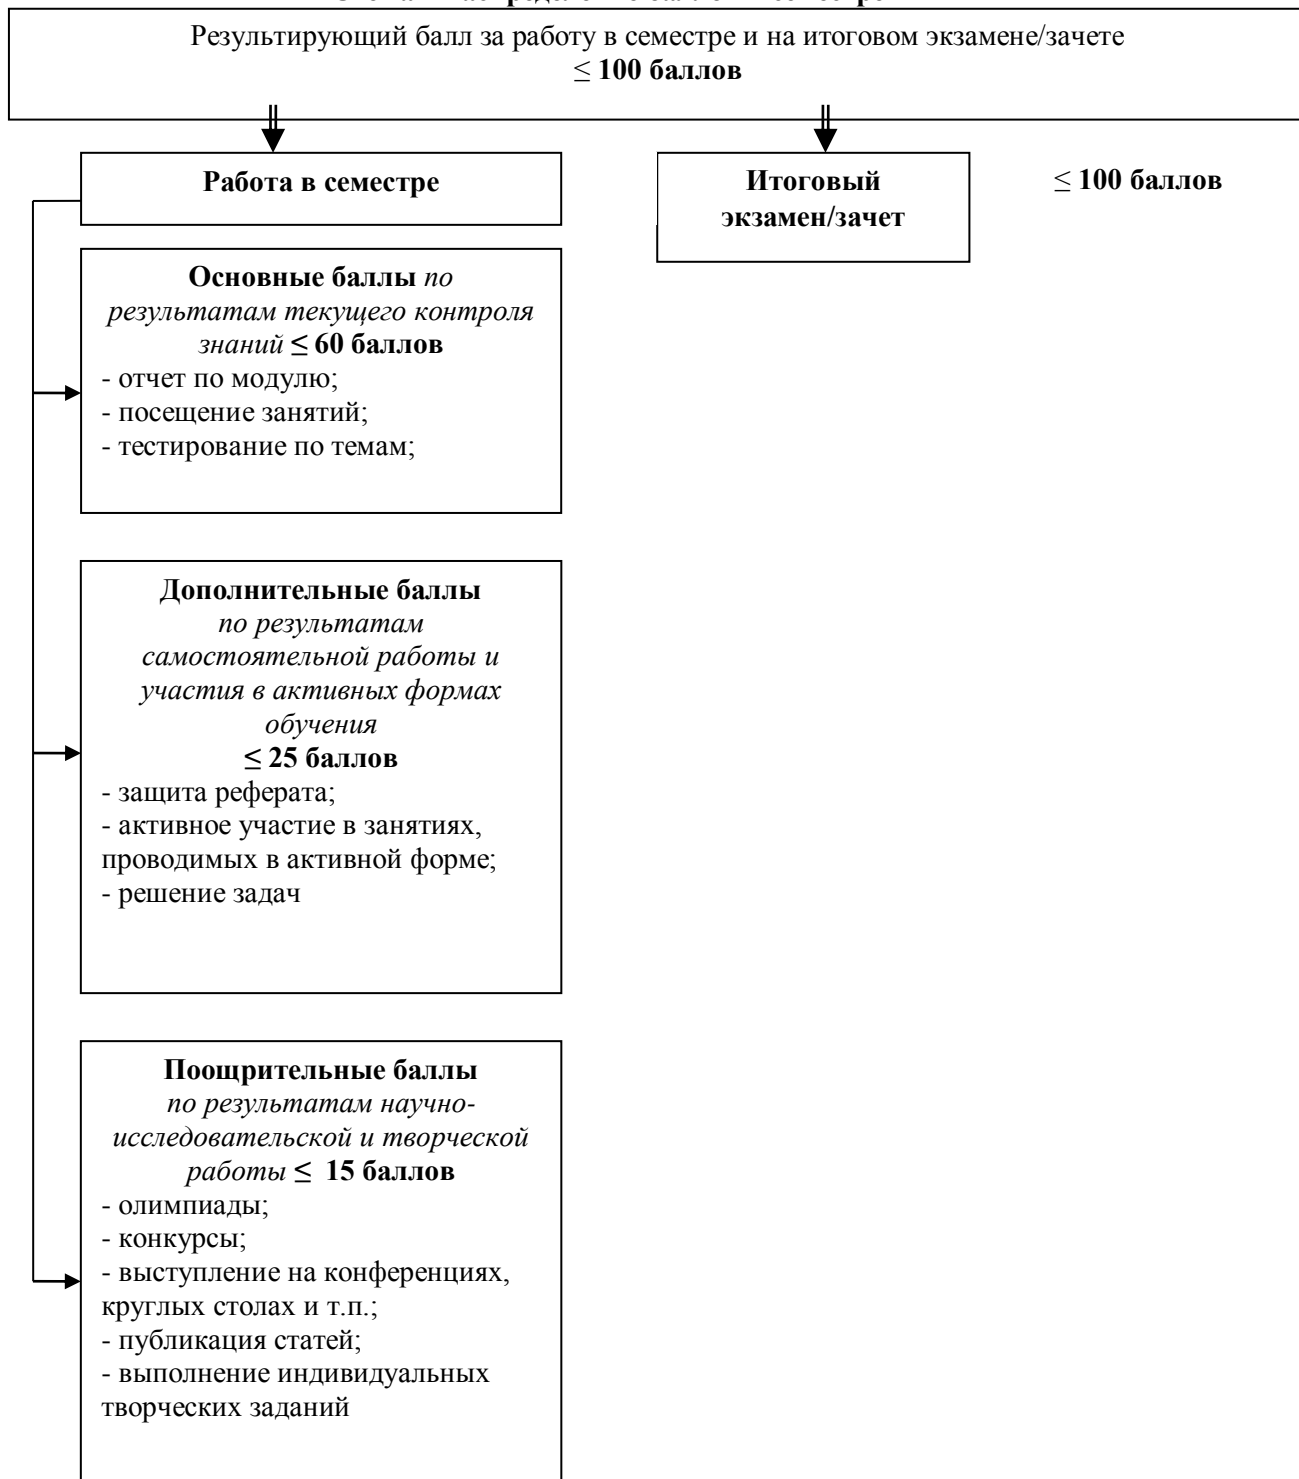 Результирующий балл за работу в семестре и на итоговом экзамене/зачете
≤ 100 баллов
Работа в семестре
Итоговый
экзамен/зачет
≤ 100 баллов
Основные баллы по
результатам текущего контроля
знаний ≤ 60 баллов
- отчет по модулю;
- посещение занятий;
- тестирование по темам;
Дополнительные баллы
по результатам
самостоятельной работы и
участия в активных формах
обучения
≤ 25 баллов
- защита реферата;
- активное участие в занятиях,
проводимых в активной форме;
- решение задач
Поощрительные баллы
по результатам научно-
исследовательской и творческой
работы ≤ 15 баллов
- олимпиады;
- конкурсы;
- выступление на конференциях,
круглых столах и т.п.;
- публикация статей;
- выполнение индивидуальных
творческих заданий